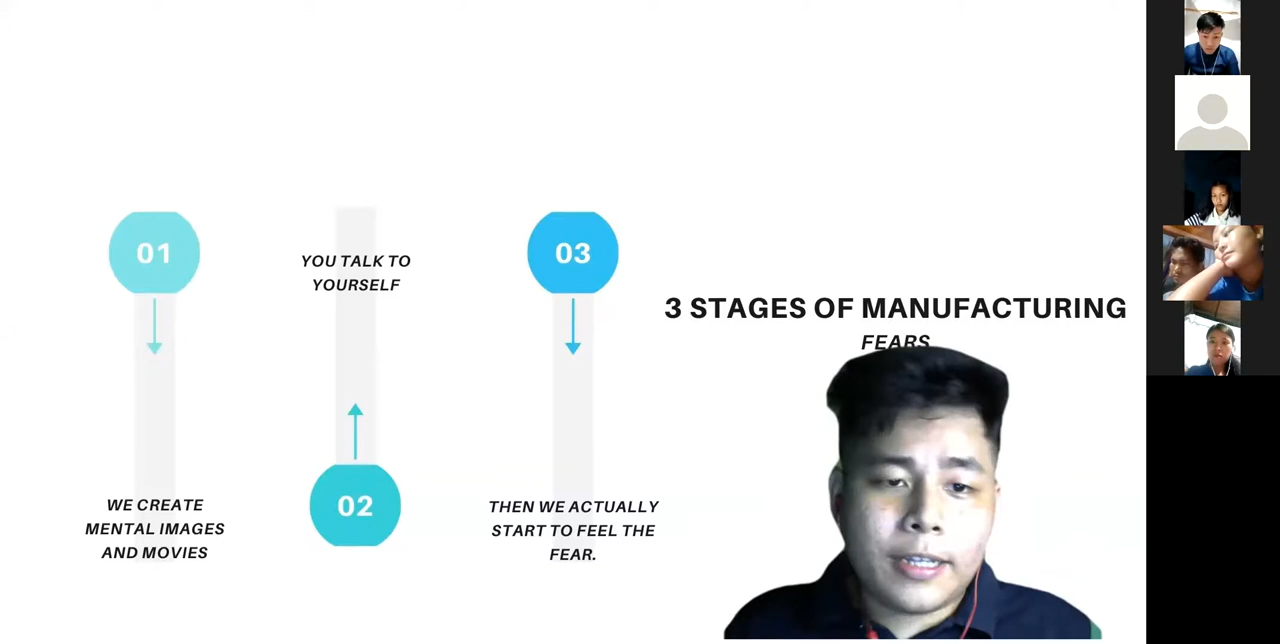 01
WE CREATE
MENTAL IMAGES
AND MOVIES
YOU TALK TO
YOURSELF
02
03
THEN WE ACTUALLY
START TO FEEL THE
FEAR.
3 STAGES OF MANUFACTURING
FEARS